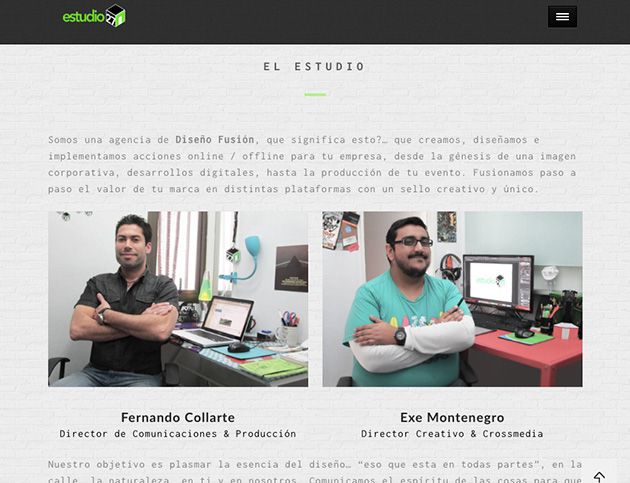 estudio
EL ESTUDIO
Somos una agencia de Diseño Fusión, que significa esto?… que creamos, diseñamos e
implementamos acciones online / offline para tu empresa, desde la génesis de una imagen
corporativa, desarrollos digitales, hasta la producción de tu evento. Fusionamos paso a
paso el valor de tu marca en distintas plataformas con un sello creativo y único.
estudio
Fernando Collarte
Exe Montenegro
Director de Comunicaciones & Producción
Director Creativo & Crossmedia
Nuestro objetivo es plasmar la esencia del diseño… “eso que esta en todas partes”, en la
calle, la naturaleza, en ti y en nosotros. Comunicamos el espíritu de las cosas para que